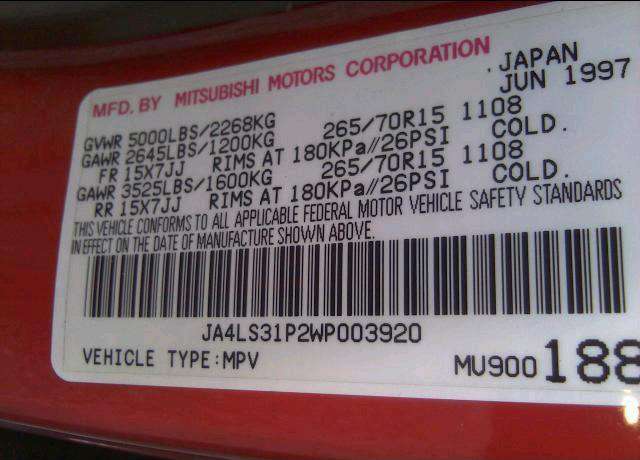 MFD. BY MITSUBISHI MOTORS CORPORATION .JAPAN
JUN 1997
GVWR 5000LBS/2268KG
GAWR 2645LBS/1200KG 265/70R15 1108
FR 15X7JJ RIMS AT 180KPa//26PSI COLD.
GAWR 3525LBS/1600KG 265/70R15 1108
RR 15X7JJ RIMS AT 180KPa//26PSI COLD.
THIS VEHICLE CONFORMS TO ALL APPLICABLE FEDERAL MOTOR VEHICLE SAFETY STANDARDS
IN EFFECT ON THE DATE OF MANUFACTURE SHOWN ABOVE.
JA4LS31P2WP003920
VEHICLE TYPE:MPV MU900188